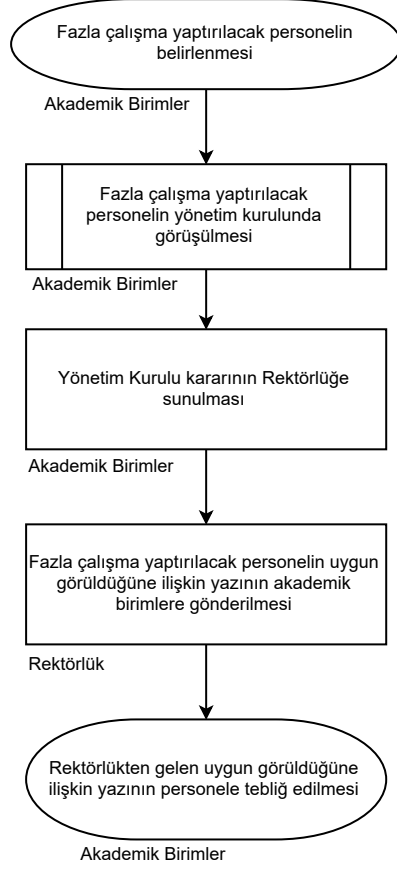 Fazla çalışma yaptırılacak personelin
belirlenmesi
Akademik Birimler
Fazla çalışma yaptırılacak
personelin yönetim kurulunda
görüşülmesi
Akademik Birimler
Yönetim Kurulu kararının Rektörlüğe
sunulması
Akademik Birimler
Fazla çalışma yaptırılacak personelin uygun
görüldüğüne ilişkin yazının akademik
birimlere gönderilmesi
Rektörlük
Rektörlükten gelen uygun görüldüğüne
ilişkin yazının personele tebliğ edilmesi
Akademik Birimler